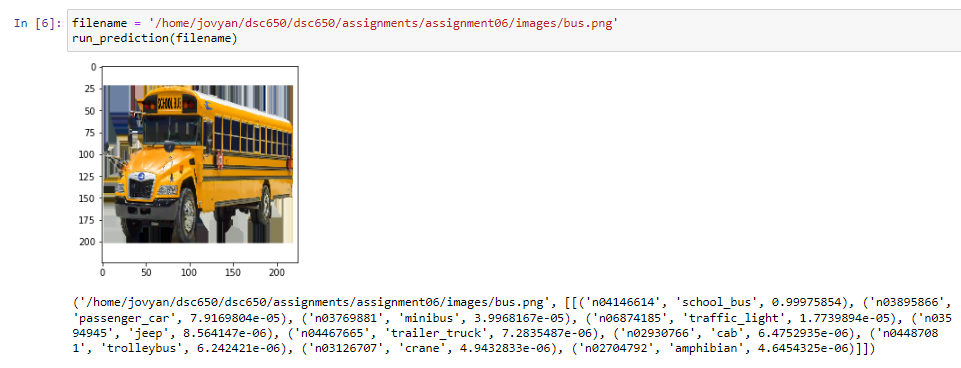 In [6]: filename = '/home/jovyan/dsc650/dsc650/assignments/assignment06/images/bus.png'
run_prediction(filename)
0
25
50
75
100
125
150
175
200
SCHOOL BUS
0 50 100 150 200
('/home/jovyan/dsc650/dsc650/assignments/assignment06/images/bus.png', [[('n04146614', 'school_bus', 0.99975854), ('n03895866',
'passenger_car', 7.9169804e-05), ('n03769881', 'minibus', 3.9968167e-05), ('n06874185', 'traffic_light', 1.7739894e-05), ('n035
94945', 'jeep', 8.564147e-06), ('n04467665', 'trailer_truck', 7.2835487e-06), ('n02930766', 'cab', 6.4752935e-06), ('n0448708
1', 'trolleybus', 6.242421e-06), ('n03126707', 'crane', 4.9432833e-06), ('n02704792', 'amphibian', 4.6454325e-06)]])